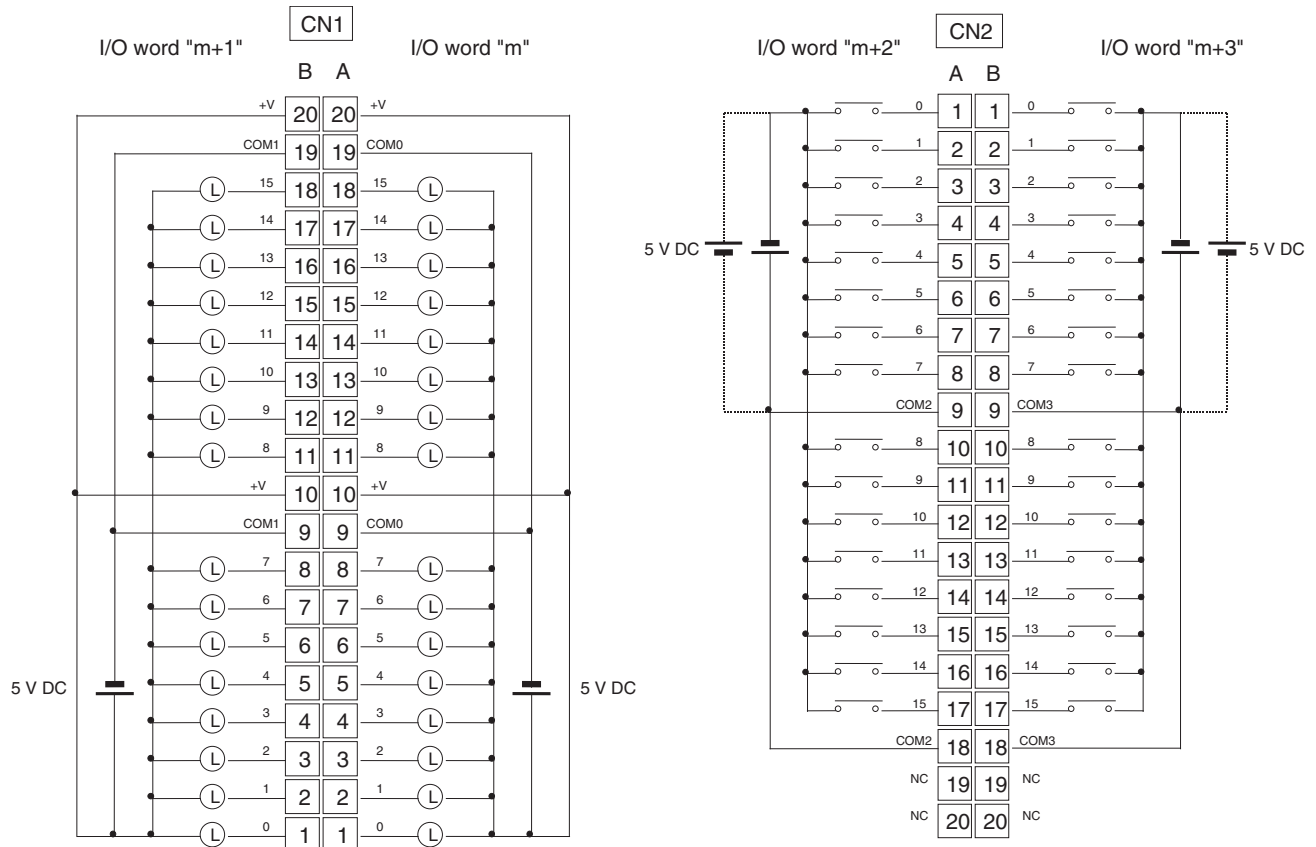 CN1
I/O word "m+1" I/O word "m"
B A
+V 20 20 +V
COM1 19 19 COM0
L 15 18 18 15 L
L 14 17 17 14 L
L 13 16 16 13 L
L 12 15 15 12 L
L 11 14 14 11 L
L 10 13 13 10 L
L 9 12 12 9 L
L 8 11 11 8 L
+V 10 10 +V
COM1 9 9 COM0
L 7 8 8 7 L
L 6 7 7 6 L
L 5 6 6 5 L
L 4 5 5 4 L
5 V DC 5 V DC
L 3 4 4 3 L
L 2 3 3 2 L
L 1 2 2 1 L
L 0 1 1 0 L
CN2
I/O word "m+2" I/O word "m+3"
A B
0 1 1 0
1 2 2 1
2 3 3 2
3 4 4 3
5 V DC 5 V DC
4 5 5 4
5 6 6 5
6 7 7 6
7 8 8 7
COM2 9 9 COM3
8 10 10 8
9 11 11 9
10 12 12 10
11 13 13 11
12 14 14 12
13 15 15 13
14 16 16 14
15 17 17 15
COM2 18 18 COM3
NC 19 19 NC
NC 20 20 NC